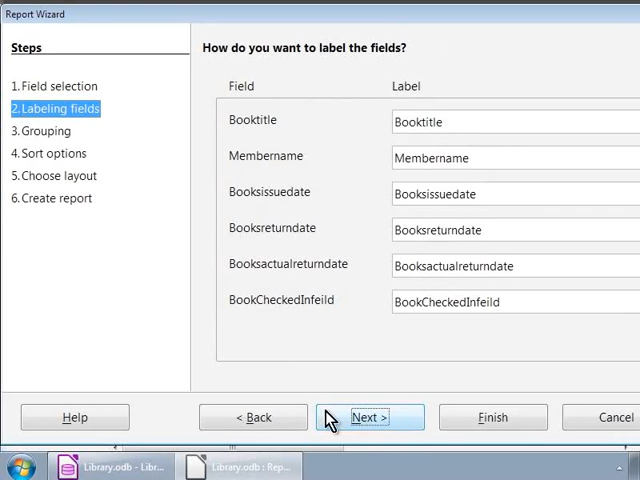 Report Wizard
Steps
How do you want to label the fields?
1.Field selection
2.Labeling fields
3.Grouping
4.Sort options
5.Choose layout
6.Create report
Field Label
Booktitle Booktitle
Membername Membername
Booksissuedate Booksissuedate
Booksreturndate Booksreturndate
Booksactualreturndate Booksactualreturndate
BookCheckedInfeild BookCheckedInfeild
Help < Back Next > Finish Cancel
Library.odb - Libr... Library.odb : Repo...